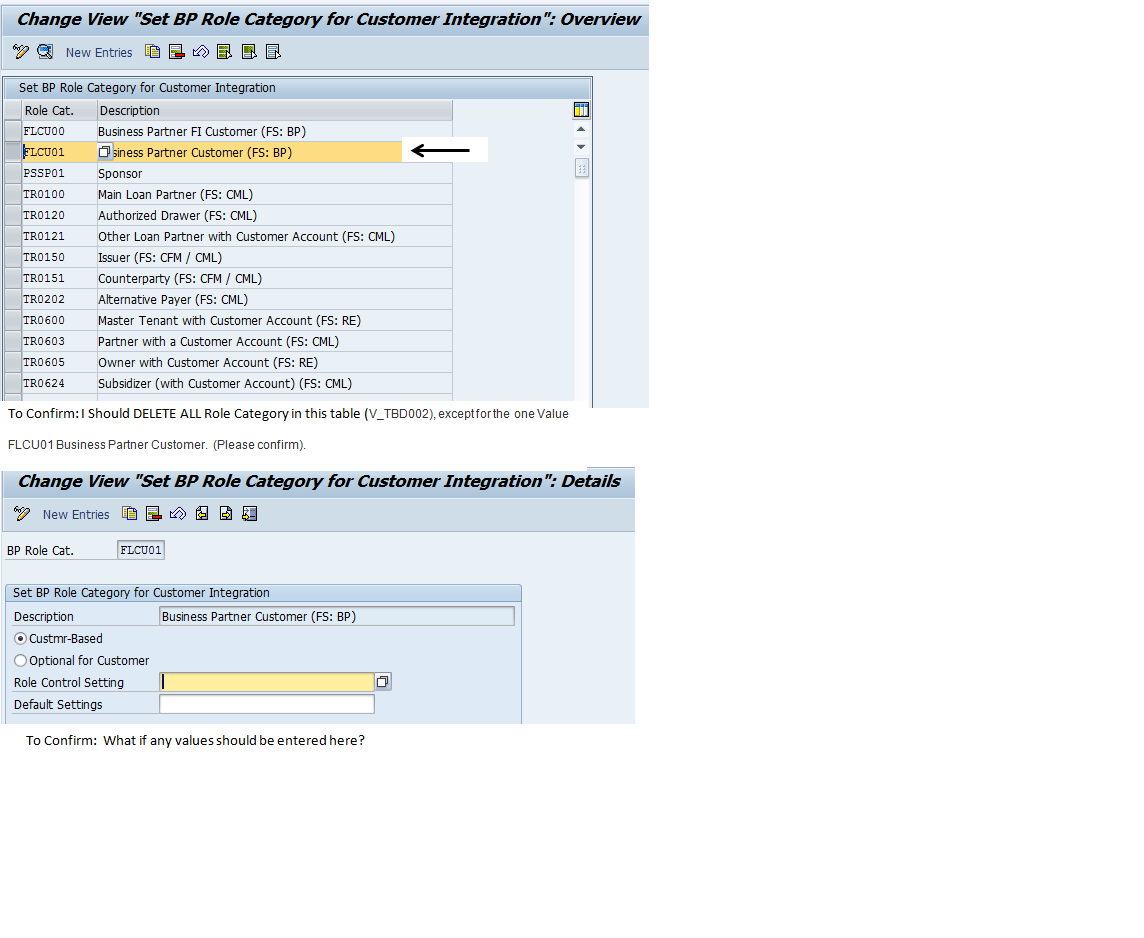 Change View "Set BP Role Category for Customer Integration": Overview
New Entries
Set BP Role Category for Customer Integration
Role Cat. Description
FLCU00 Business Partner FI Customer (FS: BP)
FLCU01 siness Partner Customer (FS: BP)
PSSP01 Sponsor
TR0100 Main Loan Partner (FS: CML)
TR0120 Authorized Drawer (FS: CML)
TR0121 Other Loan Partner with Customer Account (FS: CML)
TR0150 Issuer (FS: CFM / CML)
TR0151 Counterparty (FS: CFM / CML)
TR0202 Alternative Payer (FS: CML)
TR0600 Master Tenant with Customer Account (FS: RE)
TR0603 Partner with a Customer Account (FS: CML)
TR0605 Owner with Customer Account (FS: RE)
TR0624 Subsidizer (with Customer Account) (FS: CML)
To Confirm: I Should DELETE ALL Role Category in this table (V_TBD002), except for the one Value
FLCU01 Business Partner Customer. (Please confirm).
Change View "Set BP Role Category for Customer Integration": Details
New Entries
BP Role Cat. FLCU01
Set BP Role Category for Customer Integration
Description Business Partner Customer (FS: BP)
Custmr-Based
Optional for Customer
Role Control Setting
Default Settings
To Confirm: What if any values should be entered here?